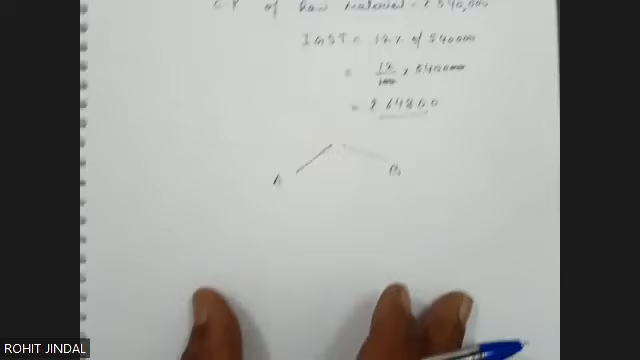 C.P of Raw Material = ₹ 540,000
IGST = 12% of 540000
= 12/100 × 540000
= ₹ 64800
A B
ROHIT JINDAL